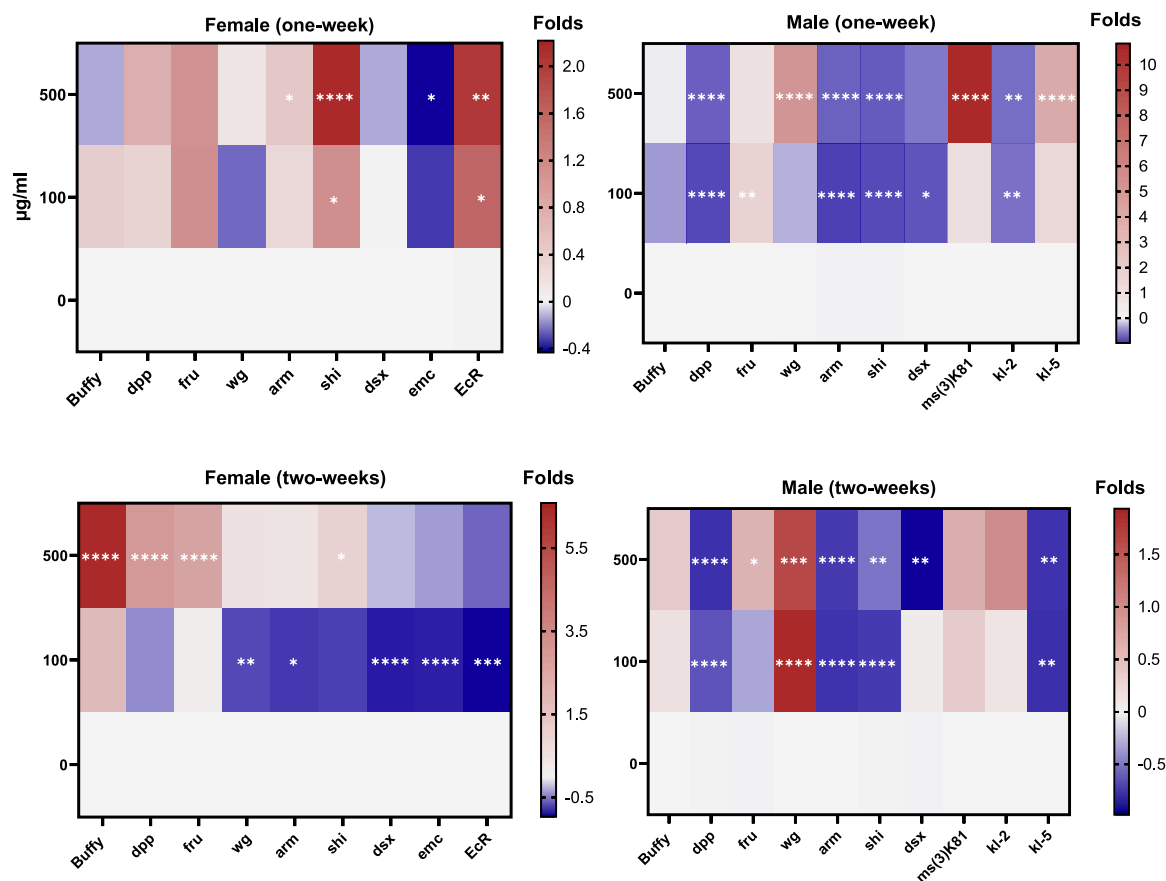 Female (one-week)
Folds
500
100
0
µg/ml
* **** * **
* *
2.0
1.6
1.2
0.8
0.4
0
-0.4
Buffy dpp fru wg arm shi dsx emc EcR
Male (one-week)
Folds
500
100
0
**** **** **** **** **** ** ****
**** ** **** **** * **
10
9
8
7
6
5
4
3
2
1
0
Buffy dpp fru wg arm shi dsx ms(3)K81 kl-2 kl-5
Female (two-weeks)
Folds
500
100
0
**** **** **** *
** * **** **** ***
5.5
3.5
1.5
-0.5
Buffy dpp fru wg arm shi dsx emc EcR
Male (two-weeks)
Folds
500
100
0
**** * *** **** ** ** **
**** **** **** **** **
1.5
1.0
0.5
0
-0.5
Buffy dpp fru wg arm shi dsx ms(3)K81 kl-2 kl-5